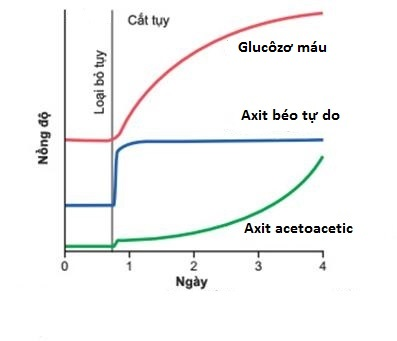 Cắt tụy
Glucôzơ máu
Loại bỏ tụy
Axit béo tự do
Nồng độ
Axit acetoacetic
0 1 2 3 4
Ngày